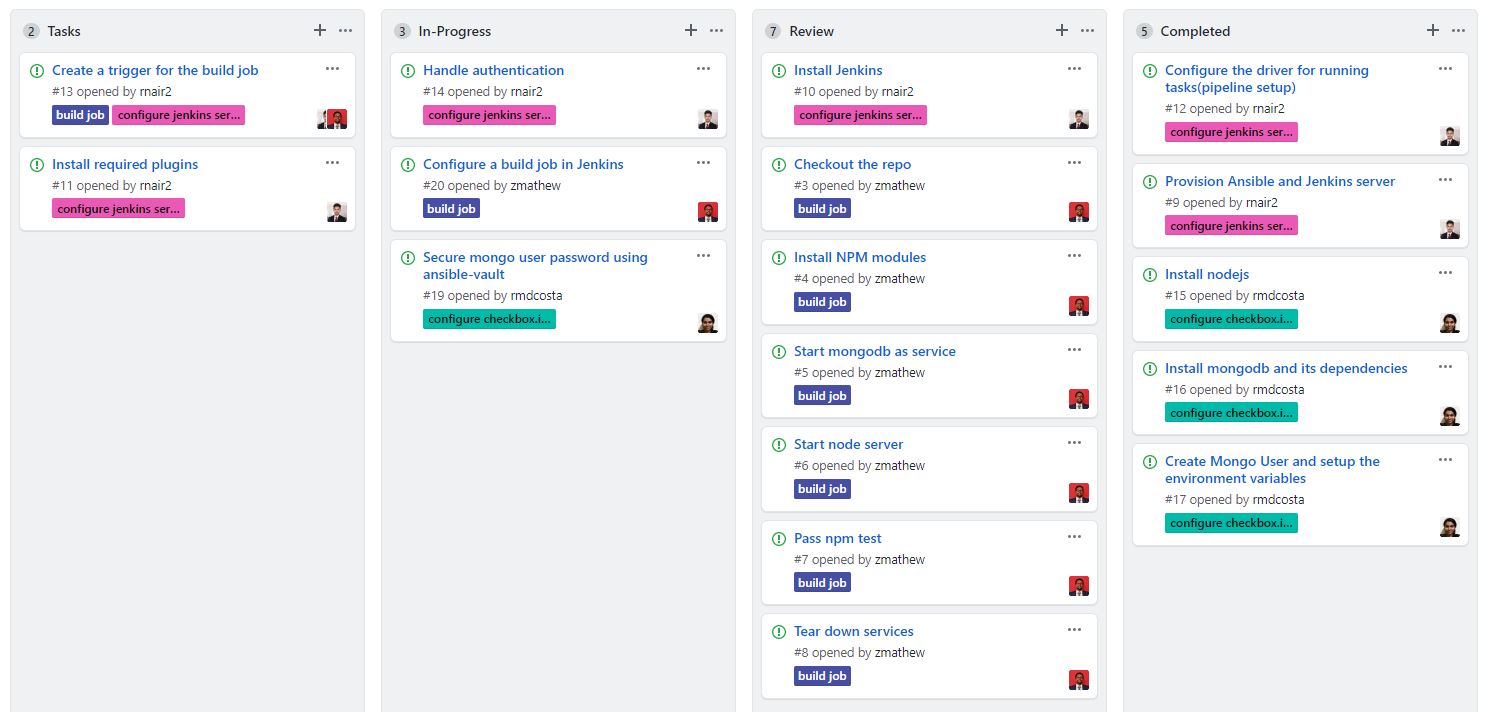 2 Tasks
Create a trigger for the build job
#13 opened by rnair2
build job configure jenkins ser...
Install required plugins
#11 opened by rnair2
configure jenkins ser...
3 In-Progress
Handle authentication
#14 opened by rnair2
configure jenkins ser...
Configure a build job in Jenkins
#20 opened by zmathew
build job
Secure mongo user password using
ansible-vault
#19 opened by rmdcosta
configure checkbox.i...
7 Review
Install Jenkins
#10 opened by rnair2
configure jenkins ser...
Checkout the repo
#3 opened by zmathew
build job
Install NPM modules
#4 opened by zmathew
build job
Start mongodb as service
#5 opened by zmathew
build job
Start node server
#6 opened by zmathew
build job
Pass npm test
#7 opened by zmathew
build job
Tear down services
#8 opened by zmathew
build job
5 Completed
Configure the driver for running
tasks(pipeline setup)
#12 opened by rnair2
configure jenkins ser...
Provision Ansible and Jenkins server
#9 opened by rnair2
configure jenkins ser...
Install nodejs
#15 opened by rmdcosta
configure checkbox.i...
Install mongodb and its dependencies
#16 opened by rmdcosta
configure checkbox.i...
Create Mongo User and setup the
environment variables
#17 opened by rmdcosta
configure checkbox.i...